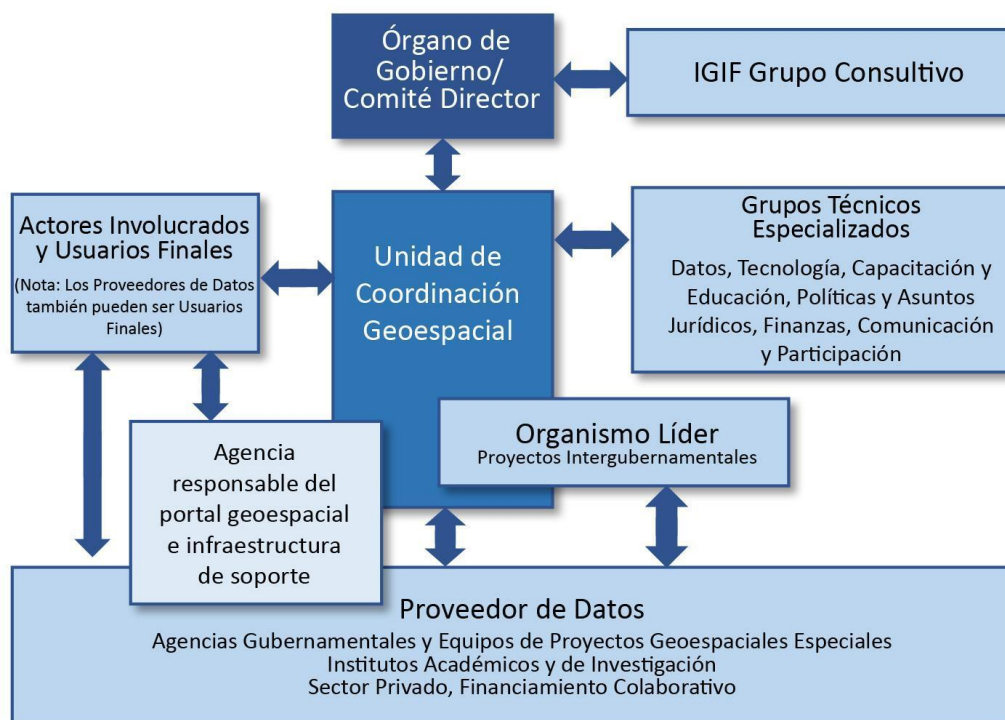 Órgano de
Gobierno/
Comité Director
IGIF Grupo Consultivo
Actores Involucrados
y Usuarios Finales
(Nota: Los Proveedores de Datos
también pueden ser Usuarios
Finales)
Unidad de
Coordinación
Geoespacial
Grupos Técnicos
Especializados
Datos, Tecnología, Capacitación y
Educación, Políticas y Asuntos
Jurídicos, Finanzas, Comunicación
y Participación
Organismo Líder
Proyectos Intergubernamentales
Agencia
responsable del
portal geoespacial
e infraestructura
de soporte
Proveedor de Datos
Agencias Gubernamentales y Equipos de Proyectos Geoespaciales Especiales
Institutos Académicos y de Investigación
Sector Privado, Financiamiento Colaborativo